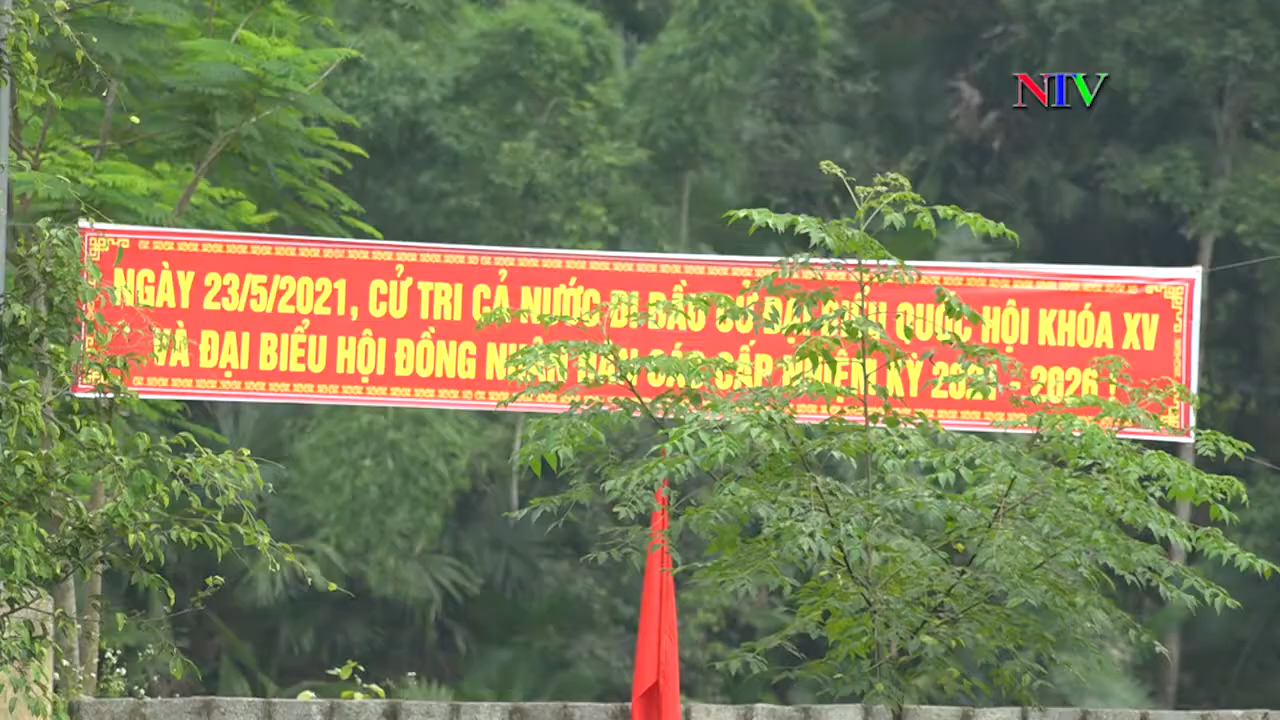 NTV
NGÀY 23/5/2021, CỬ TRI CẢ NƯỚC ĐI BẦU CỬ ĐẠI BIỂU QUỐC HỘI KHÓA XV
VÀ ĐẠI BIỂU HỘI ĐỒNG NHÂN DÂN CÁC CẤP NHIỆM KỲ 2021 - 2026 !